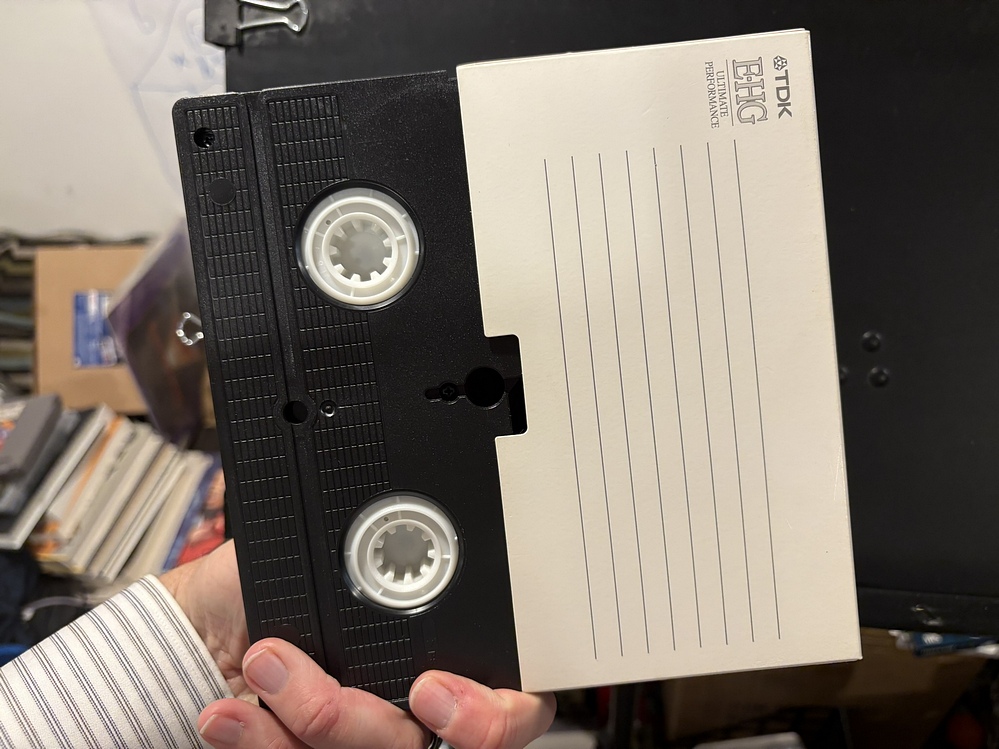 TDK
E-HG
ULTIMATE
PERFORMANCE